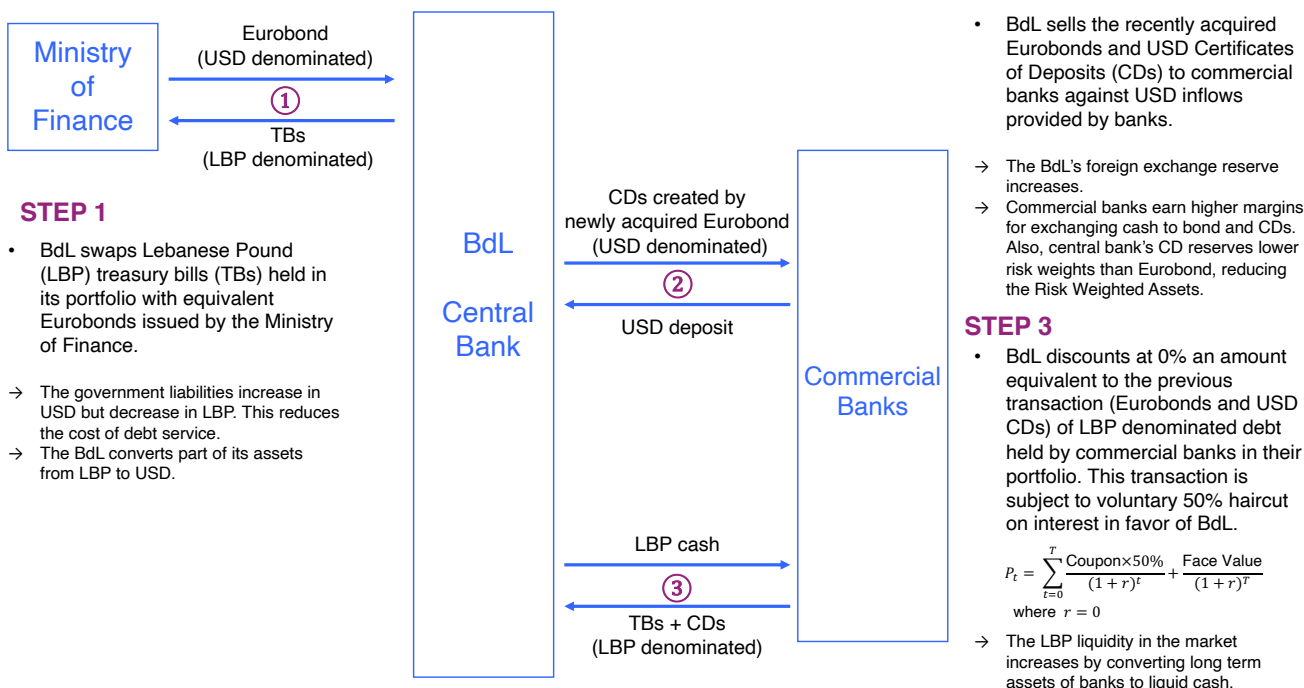 Ministry
of
Finance
Eurobond
(USD denominated)
①
TBs
(LBP denominated)
STEP 1
• BdL swaps Lebanese Pound
(LBP) treasury bills (TBs) held in
its portfolio with equivalent
Eurobonds issued by the Ministry
of Finance.
→ The government liabilities increase in
USD but decrease in LBP. This reduces
the cost of debt service.
→ The BdL converts part of its assets
from LBP to USD.
BdL
Central
Bank
CDs created by
newly acquired Eurobond
(USD denominated)
②
USD deposit
LBP cash
③
TBs + CDs
(LBP denominated)
Commercial
Banks
• BdL sells the recently acquired
Eurobonds and USD Certificates
of Deposits (CDs) to commercial
banks against USD inflows
provided by banks.
→ The BdL’s foreign exchange reserve
increases.
→ Commercial banks earn higher margins
for exchanging cash to bond and CDs.
Also, central bank’s CD reserves lower
risk weights than Eurobond, reducing
the Risk Weighted Assets.
STEP 3
• BdL discounts at 0% an amount
equivalent to the previous
transaction (Eurobonds and USD
CDs) of LBP denominated debt
held by commercial banks in their
portfolio. This transaction is
subject to voluntary 50% haircut
on interest in favor of BdL.
P_t = ∑_{t=0}^{T} Coupon×50% / (1 + r)^t + Face Value / (1 + r)^T
where r = 0
→ The LBP liquidity in the market
increases by converting long term
assets of banks to liquid cash.